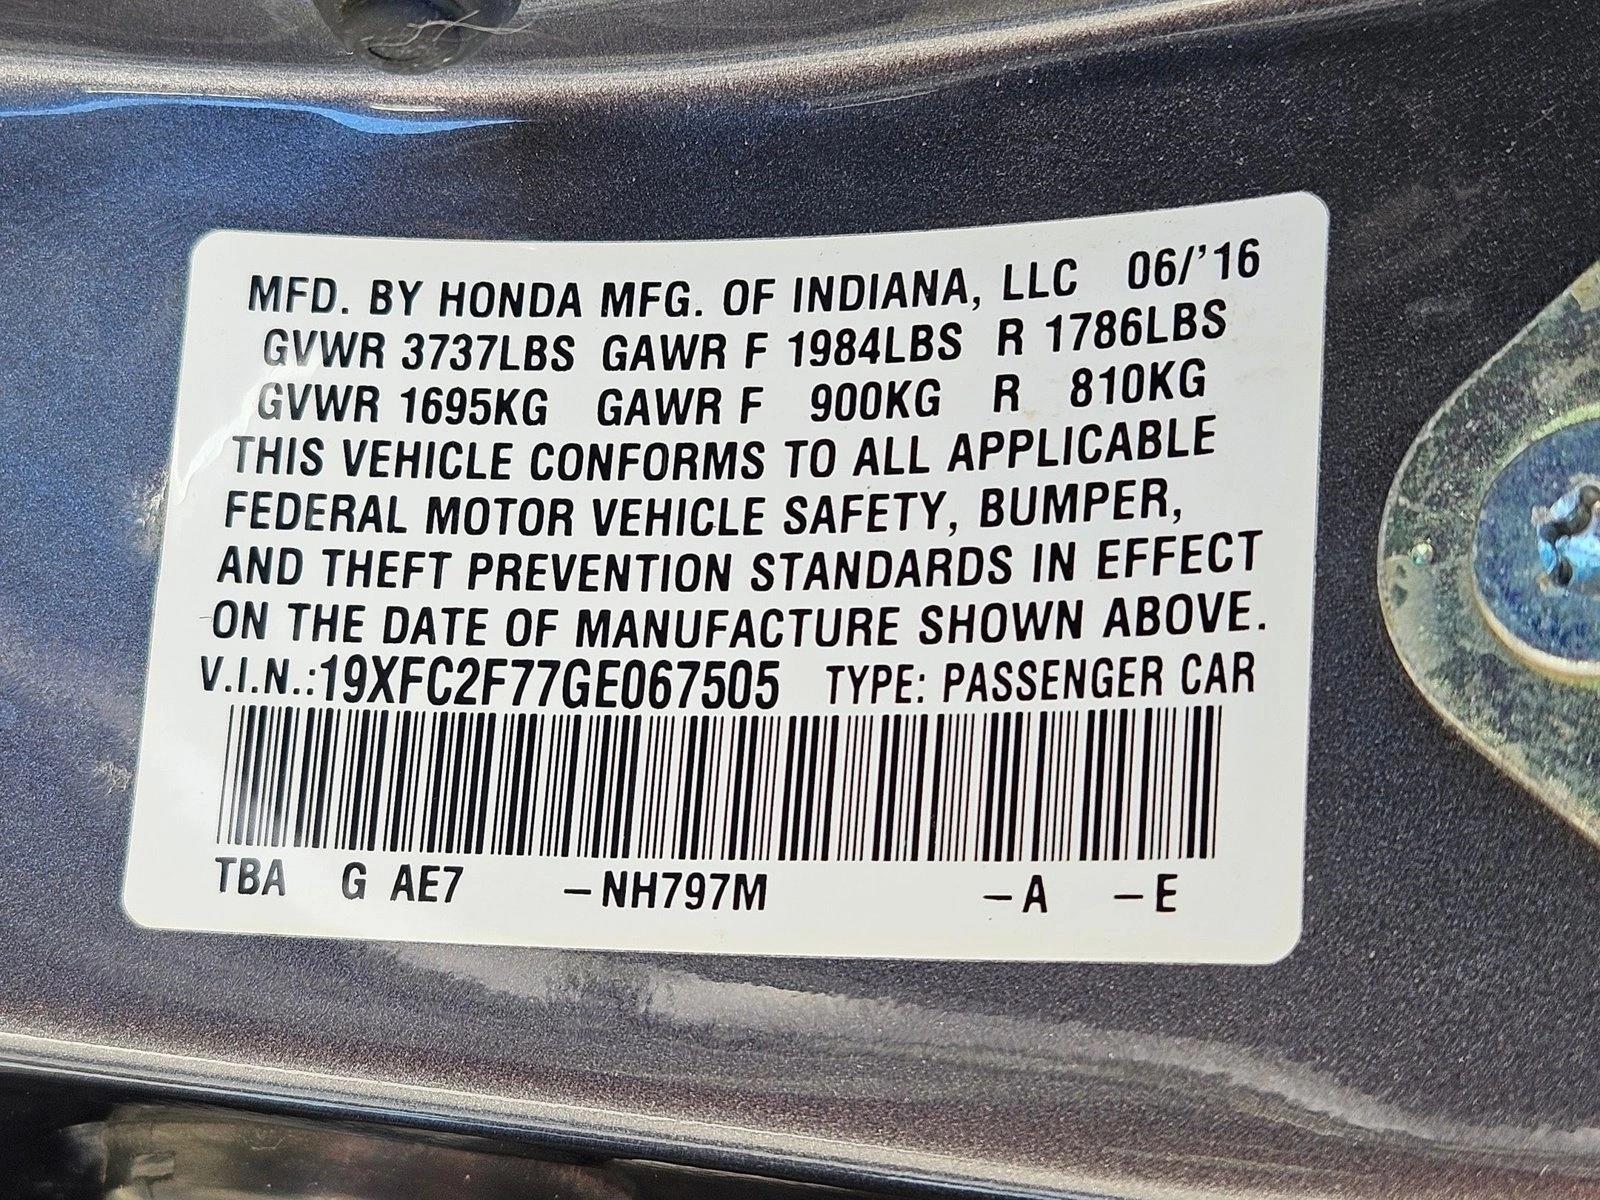 MFD. BY HONDA MFG. OF INDIANA, LLC 06/'16
GVWR 3737LBS GAWR F 1984LBS R 1786LBS
GVWR 1695KG GAWR F 900KG R 810KG
THIS VEHICLE CONFORMS TO ALL APPLICABLE
FEDERAL MOTOR VEHICLE SAFETY, BUMPER,
AND THEFT PREVENTION STANDARDS IN EFFECT
ON THE DATE OF MANUFACTURE SHOWN ABOVE.
V.I.N.:19XFC2F77GE067505 TYPE: PASSENGER CAR
TBA G AE7 –NH797M –A –E